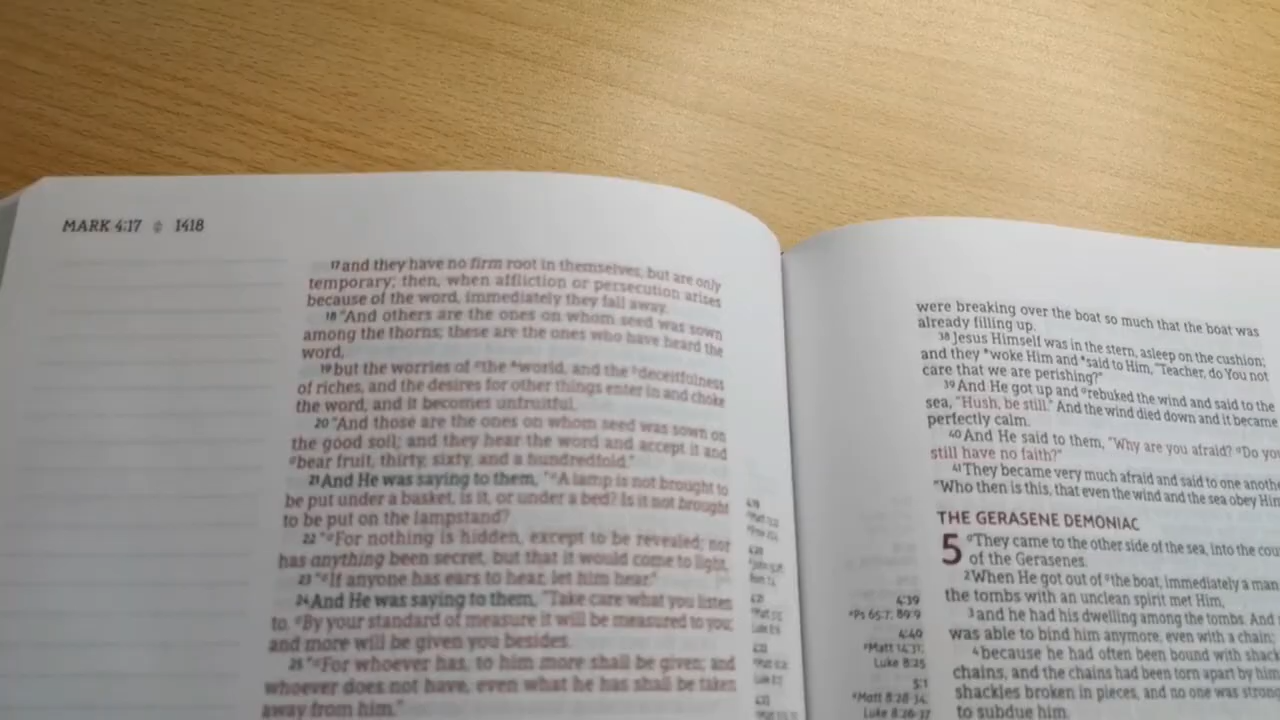 MARK 4:17 1418
17 and they have no firm root in themselves, but are only
temporary; then, when affliction or persecution arises
because of the word, immediately they fall away.
18 "And others are the ones on whom seed was sown
among the thorns; these are the ones who have heard the
word,
19 but the worries of the world, and the deceitfulness
of riches, and the desires for other things enter in and choke
the word, and it becomes unfruitful.
20 "And those are the ones on whom seed was sown on
the good soil; and they hear the word and accept it and
bear fruit, thirty, sixty, and a hundredfold."
21 And He was saying to them, "A lamp is not brought to
be put under a basket, is it, or under a bed? Is it not brought
to be put on the lampstand?
22 "For nothing is hidden, except to be revealed; nor
has anything been secret, but that it would come to light.
23 "If anyone has ears to hear, let him hear."
24 And He was saying to them, "Take care what you listen
to. By your standard of measure it will be measured to you;
and more will be given you besides.
25 "For whoever has, to him more shall be given; and
whoever does not have, even what he has shall be taken
away from him."
were breaking over the boat so much that the boat was
already filling up.
38 Jesus Himself was in the stern, asleep on the cushion;
and they *woke Him and *said to Him, "Teacher, do You not
care that we are perishing?"
39 And He got up and rebuked the wind and said to the
sea, "Hush, be still." And the wind died down and it became
perfectly calm.
40 And He said to them, "Why are you afraid? Do you
still have no faith?"
41 They became very much afraid and said to one anothe
"Who then is this, that even the wind and the sea obey Him
THE GERASENE DEMONIAC
5 They came to the other side of the sea, into the cou
of the Gerasenes.
2 When He got out of the boat, immediately a man
the tombs with an unclean spirit met Him,
3 and he had his dwelling among the tombs. And
was able to bind him anymore, even with a chain;
4 because he had often been bound with shack
chains, and the chains had been torn apart by him
shackles broken in pieces, and no one was strong
to subdue him.
4:39
Ps 65:7; 89:9
4:40
Matt 14:31;
Luke 8:25
5:1
Matt 8:28-34;
Luke 8:26-37